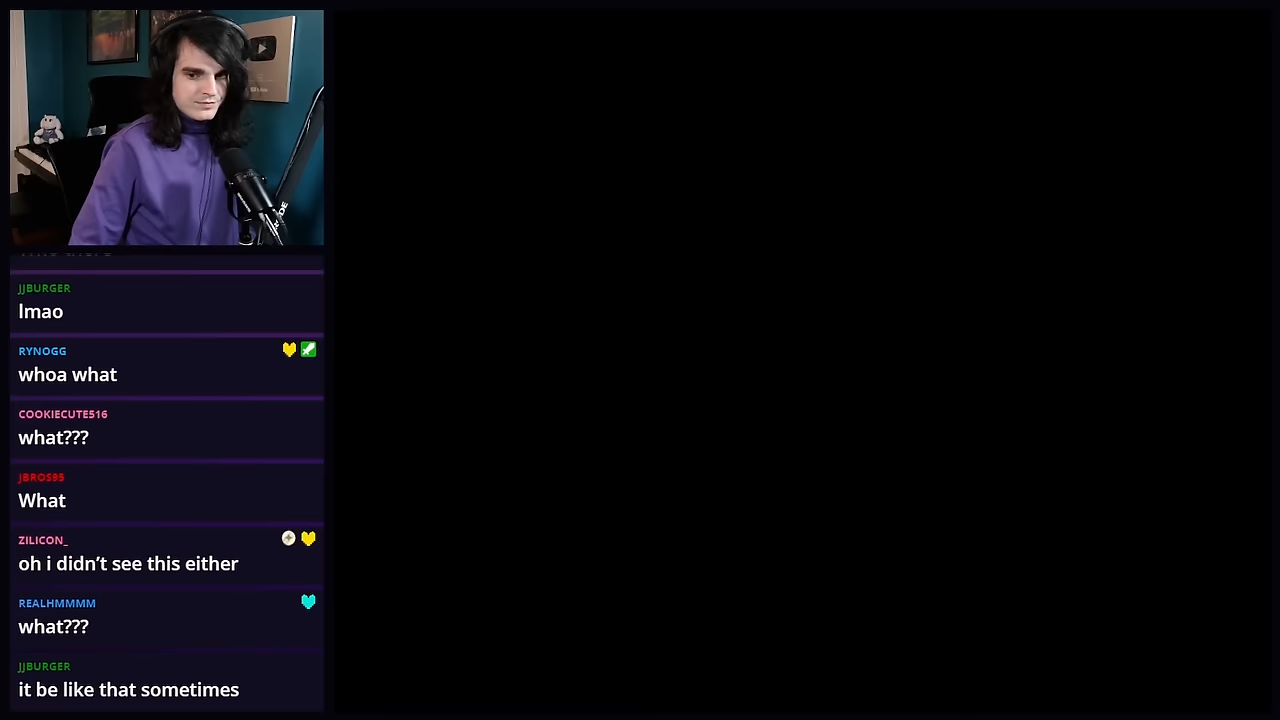 JJBURGER
lmao
RYNOGG
whoa what
COOKIECUTE516
what???
JBROS95
What
ZILICON_
oh i didn’t see this either
REALHMMMM
what???
JJBURGER
it be like that sometimes